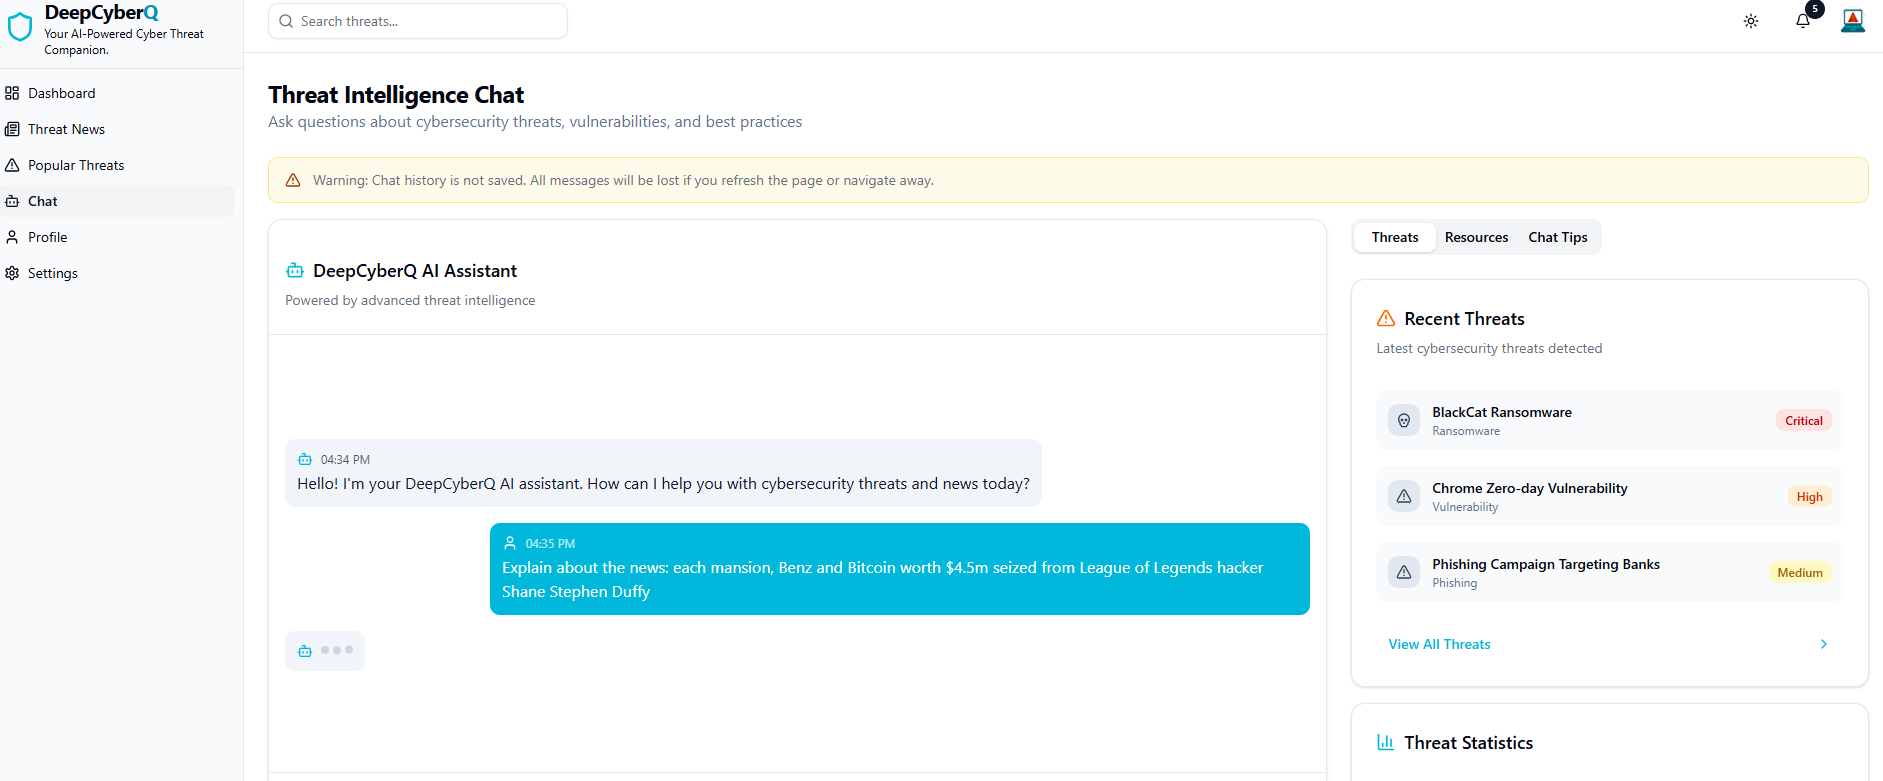 DeepCyberQ
Your AI-Powered Cyber Threat
Companion.
Dashboard
Threat News
Popular Threats
Chat
Profile
Settings
Search threats...
5
Threat Intelligence Chat
Ask questions about cybersecurity threats, vulnerabilities, and best practices
Warning: Chat history is not saved. All messages will be lost if you refresh the page or navigate away.
DeepCyberQ AI Assistant
Powered by advanced threat intelligence
04:34 PM
Hello! I'm your DeepCyberQ AI assistant. How can I help you with cybersecurity threats and news today?
04:35 PM
Explain about the news: each mansion, Benz and Bitcoin worth $4.5m seized from League of Legends hacker
Shane Stephen Duffy
Threats Resources Chat Tips
Recent Threats
Latest cybersecurity threats detected
BlackCat Ransomware
Ransomware
Critical
Chrome Zero-day Vulnerability
Vulnerability
High
Phishing Campaign Targeting Banks
Phishing
Medium
View All Threats
Threat Statistics